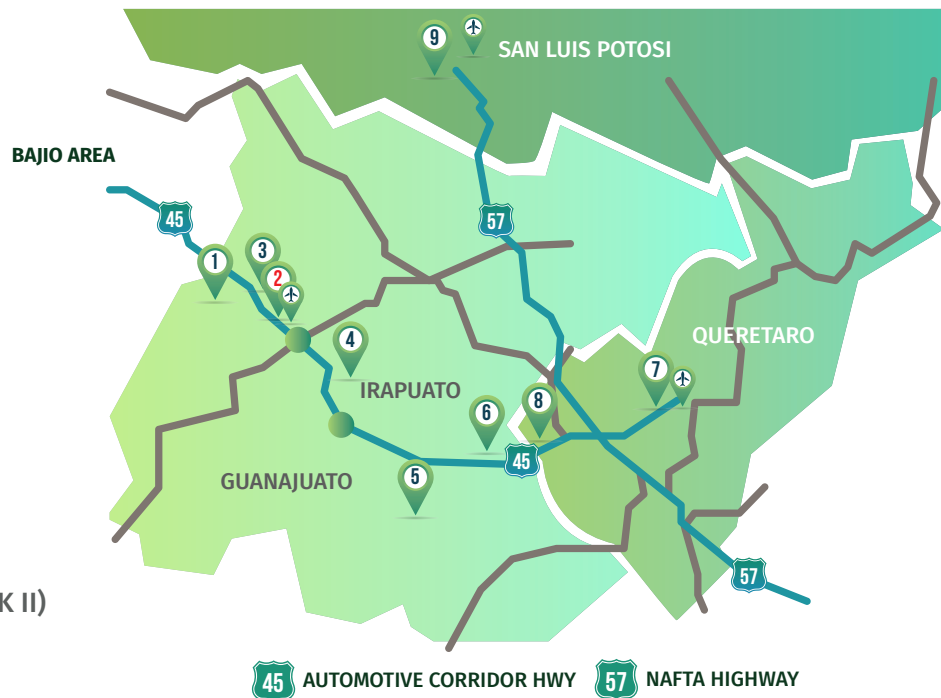 9
SAN LUIS POTOSI
BAJIO AREA
45
57
1
3
2
4
QUERETARO
7
IRAPUATO
6
8
45
5
GUANAJUATO
57
K II)
45 AUTOMOTIVE CORRIDOR HWY
57 NAFTA HIGHWAY